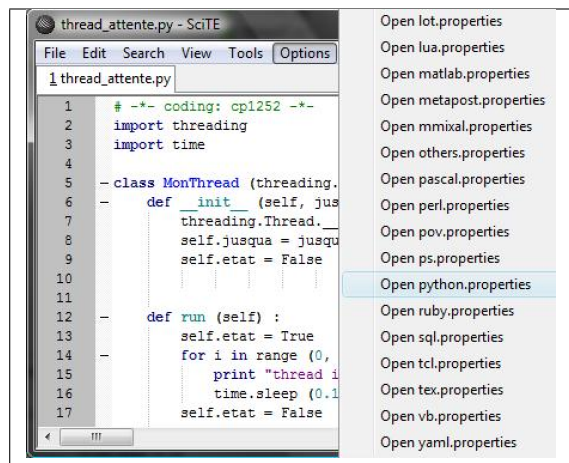 thread_attente.py - SciTE
File Edit Search View Tools Options
1 thread_attente.py
1 # -*- coding: cp1252 -*-
2 import threading
3 import time
4
5 class MonThread (threading.
6 def __init__ (self, jus
7 threading.Thread.__
8 self.jusqua = jusqu
9 self.etat = False
10
11
12 def run (self) :
13 self.etat = True
14 for i in range (0,
15 print "thread i
16 time.sleep (0.1
17 self.etat = False
Open lot.properties
Open lua.properties
Open matlab.properties
Open metapost.properties
Open mmixal.properties
Open others.properties
Open pascal.properties
Open perl.properties
Open pov.properties
Open ps.properties
Open python.properties
Open ruby.properties
Open sql.properties
Open tcl.properties
Open tex.properties
Open vb.properties
Open yaml.properties